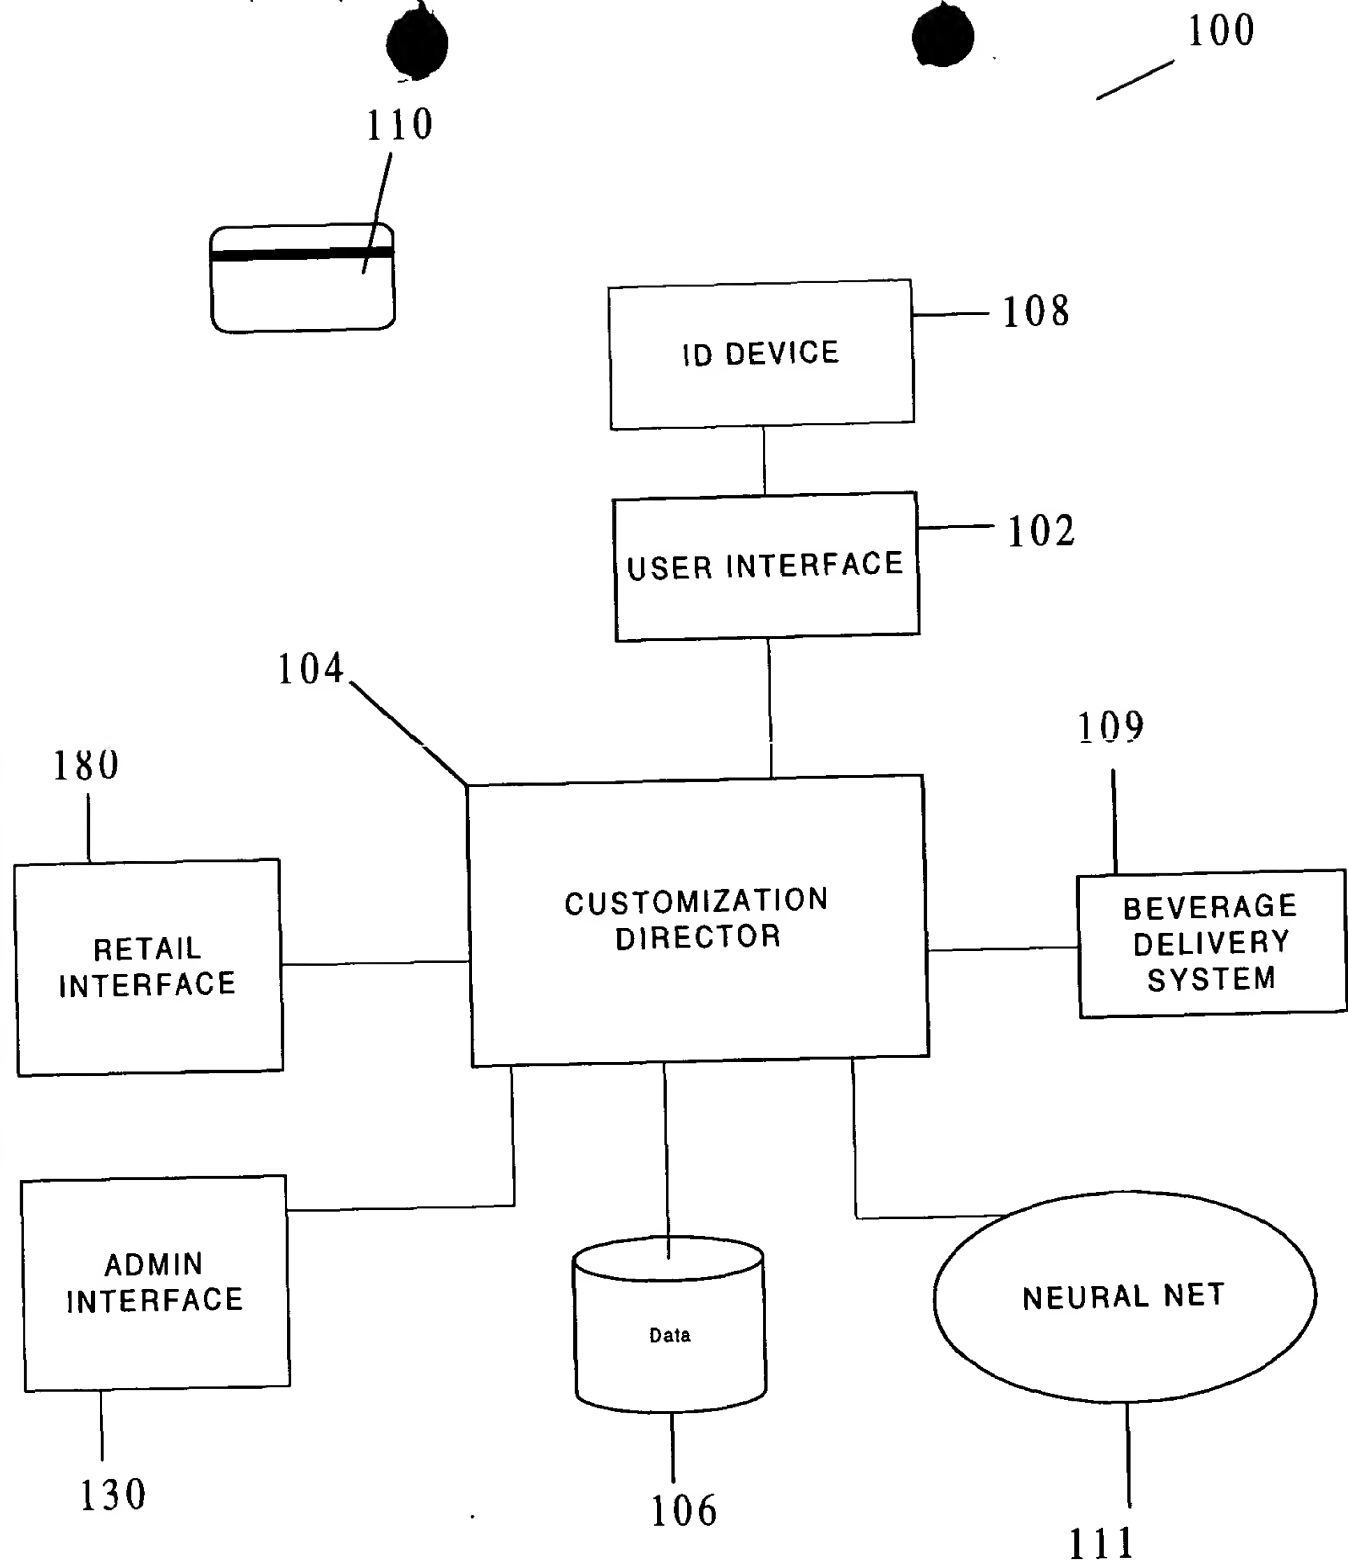 100
110
108
ID DEVICE
102
USER INTERFACE
104
109
180
CUSTOMIZATION
DIRECTOR
BEVERAGE
DELIVERY
SYSTEM
RETAIL
INTERFACE
ADMIN
INTERFACE
NEURAL NET
Data
130
106
111